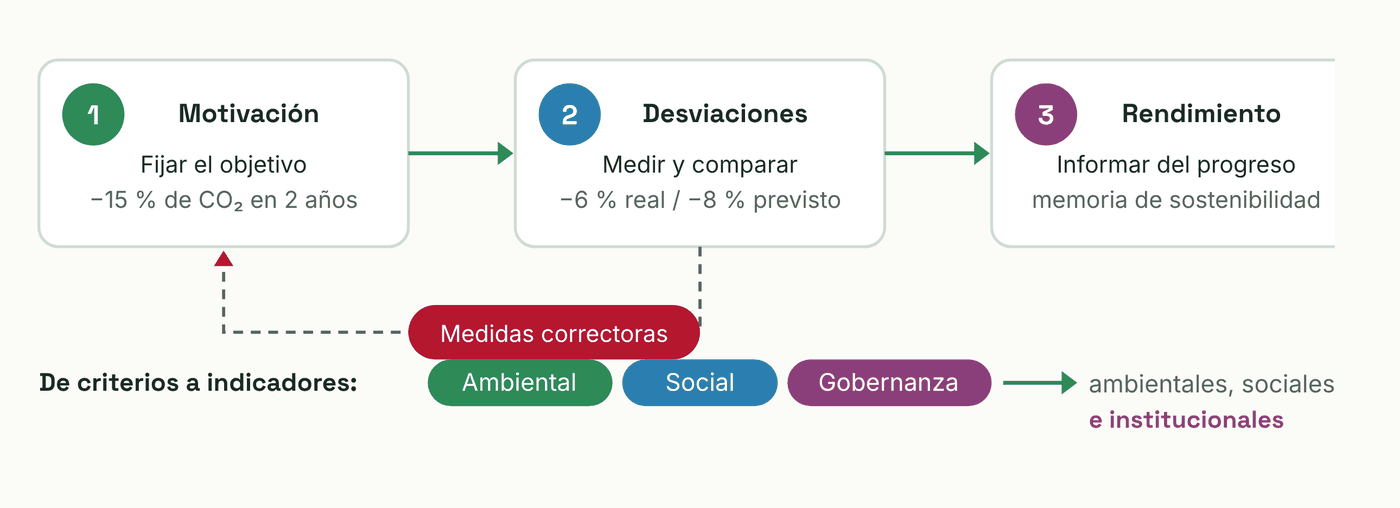 1 Motivación
Fijar el objetivo
−15 % de CO₂ en 2 años
2 Desviaciones
Medir y comparar
−6 % real / −8 % previsto
3 Rendimiento
Informar del progreso
memoria de sostenibilidad
Medidas correctoras
De criterios a indicadores: Ambiental Social Gobernanza ambientales, sociales
e institucionales